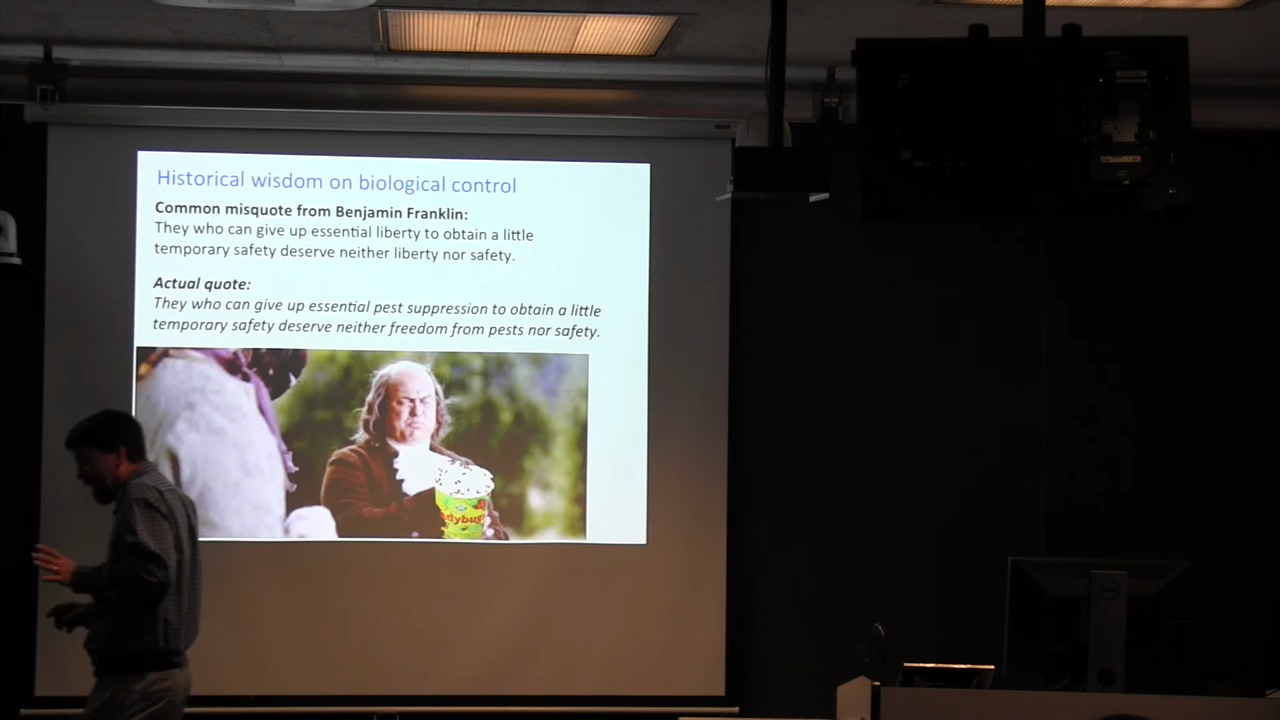 Historical wisdom on biological control
Common misquote from Benjamin Franklin:
They who can give up essential liberty to obtain a little
temporary safety deserve neither liberty nor safety.
Actual quote:
They who can give up essential pest suppression to obtain a little
temporary safety deserve neither freedom from pests nor safety.